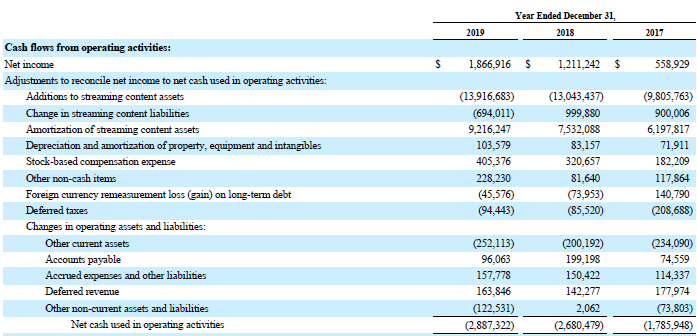 Year Ended December 31,
2019 2018 2017
Cash flows from operating activities:
Net income $ 1,866,916 $ 1,211,242 $ 558,929
Adjustments to reconcile net income to net cash used in operating activities:
Additions to streaming content assets (13,916,683) (13,043,437) (9,805,763)
Change in streaming content liabilities (694,011) 999,880 900,006
Amortization of streaming content assets 9,216,247 7,532,088 6,197,817
Depreciation and amortization of property, equipment and intangibles 103,579 83,157 71,911
Stock-based compensation expense 405,376 320,657 182,209
Other non-cash items 228,230 81,640 117,864
Foreign currency remeasurement loss (gain) on long-term debt (45,576) (73,953) 140,790
Deferred taxes (94,443) (85,520) (208,688)
Changes in operating assets and liabilities:
Other current assets (252,113) (200,192) (234,090)
Accounts payable 96,063 199,198 74,559
Accrued expenses and other liabilities 157,778 150,422 114,337
Deferred revenue 163,846 142,277 177,974
Other non-current assets and liabilities (122,531) 2,062 (73,803)
Net cash used in operating activities (2,887,322) (2,680,479) (1,785,948)